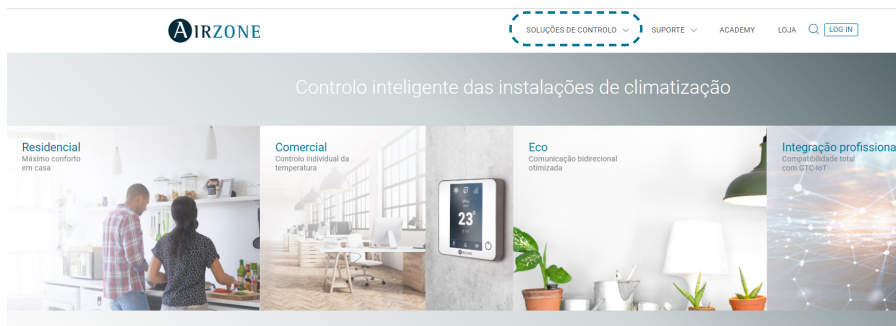 AIRZONE
SOLUÇÕES DE CONTROLO
SUPORTE
ACADEMY
LOJA
LOG IN
Controlo inteligente das instalações de climatização
Residencial
Máximo conforto
em casa
Comercial
Controlo individual da
temperatura
Eco
Comunicação bidirecional
otimizada
Integração profissiona
Compatibilidade total
com GTC-IoT
23°
AIRZONE